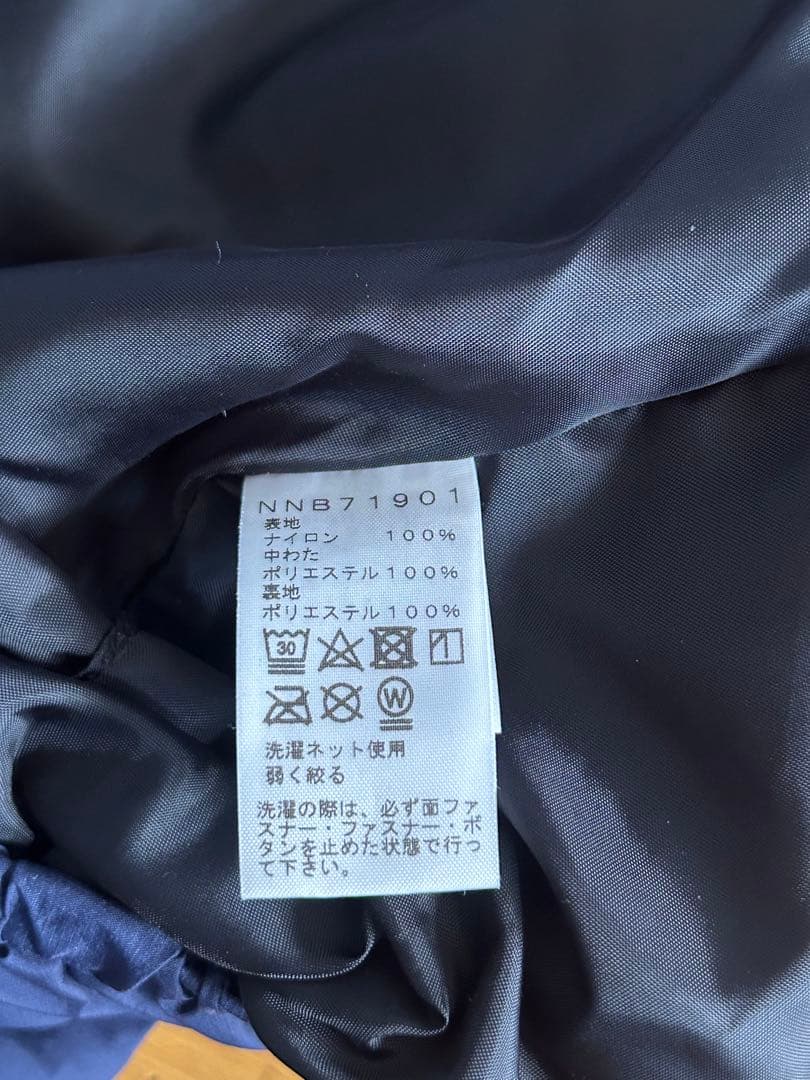 NNB71901
表地
ナイロン 100%
中わた
ポリエステル100%
裏地
ポリエステル100%
30
W
洗濯ネット使用
弱く絞る
洗濯の際は、必ず面ファ
スナー・ファスナー・ボ
タンを止めた状態で行っ
て下さい。